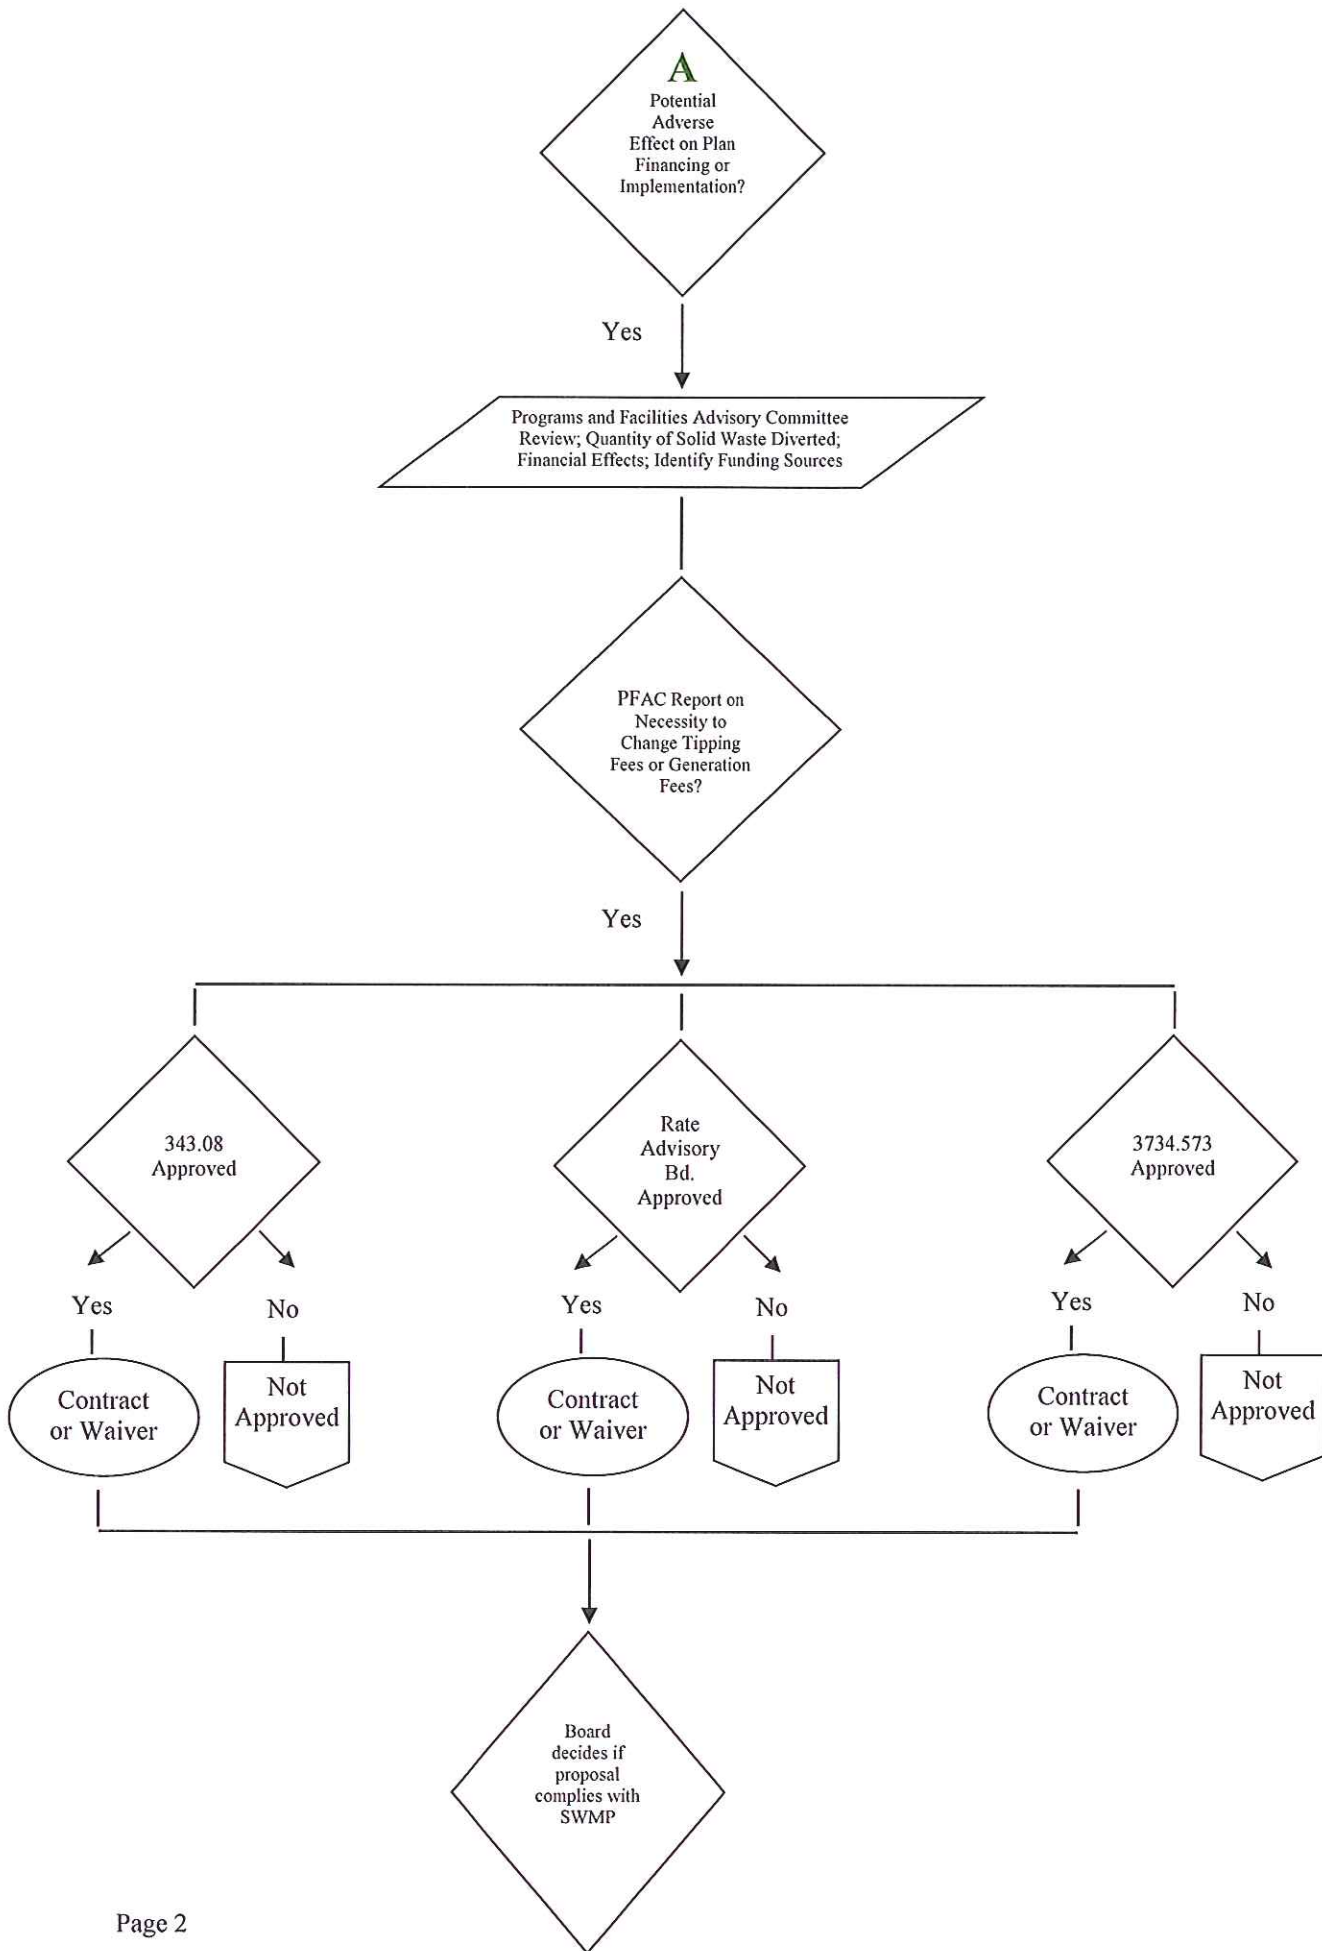 A
Potential
Adverse
Effect on Plan
Financing or
Implementation?
Yes
Programs and Facilities Advisory Committee
Review; Quantity of Solid Waste Diverted;
Financial Effects; Identify Funding Sources
PFAC Report on
Necessity to
Change Tipping
Fees or Generation
Fees?
Yes
343.08
Approved
Rate
Advisory
Bd.
Approved
3734.573
Approved
Yes
No
Yes
No
Yes
No
Contract
or Waiver
Not
Approved
Contract
or Waiver
Not
Approved
Contract
or Waiver
Not
Approved
Board
decides if
proposal
complies with
SWMP
Page 2